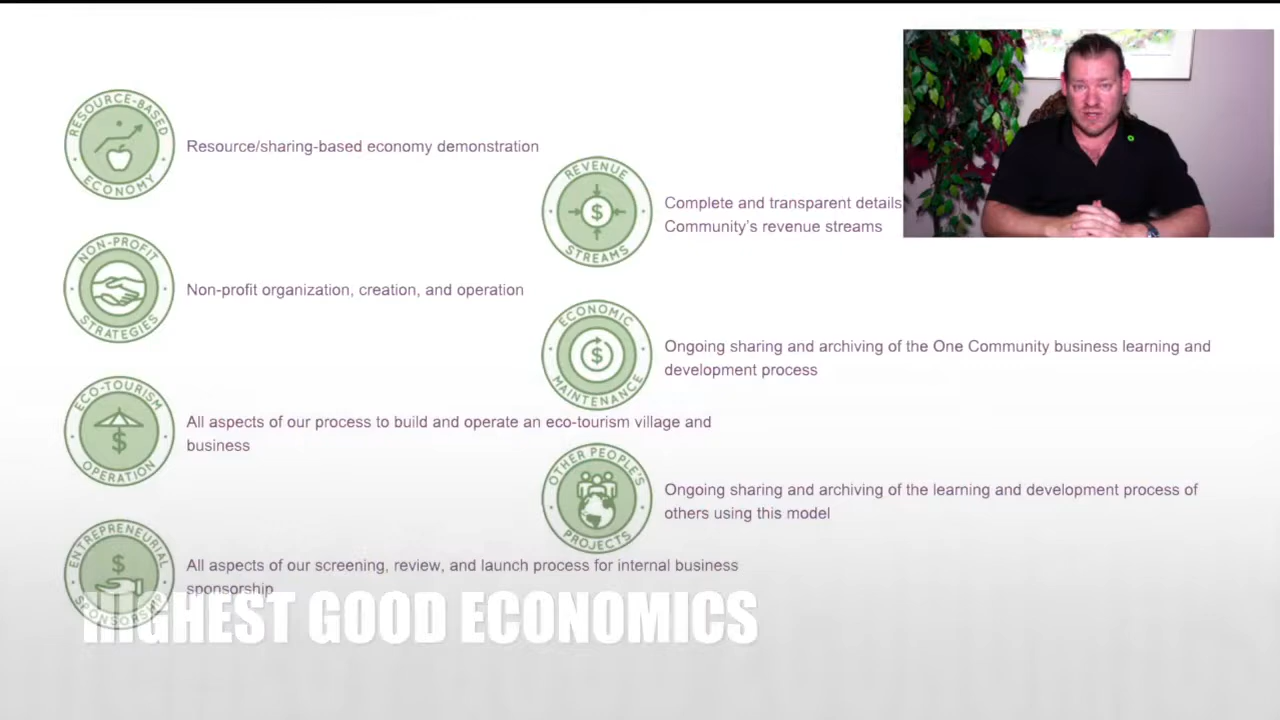 RESOURCE-BASED
ECONOMY
Resource/sharing-based economy demonstration
REVENUE
$
STREAMS
Complete and transparent details
Community's revenue streams
NON-PROFIT
STRATEGIES
Non-profit organization, creation, and operation
ECONOMIC
$
MAINTENANCE
Ongoing sharing and archiving of the One Community business learning and
development process
ECO-TOURISM
$
OPERATION
All aspects of our process to build and operate an eco-tourism village and
business
OTHER PEOPLE'S
PROJECTS
Ongoing sharing and archiving of the learning and development process of
others using this model
ENTREPRENEURIAL
$
SPONSORSHIP
All aspects of our screening, review, and launch process for internal business
sponsorship
HIGHEST GOOD ECONOMICS